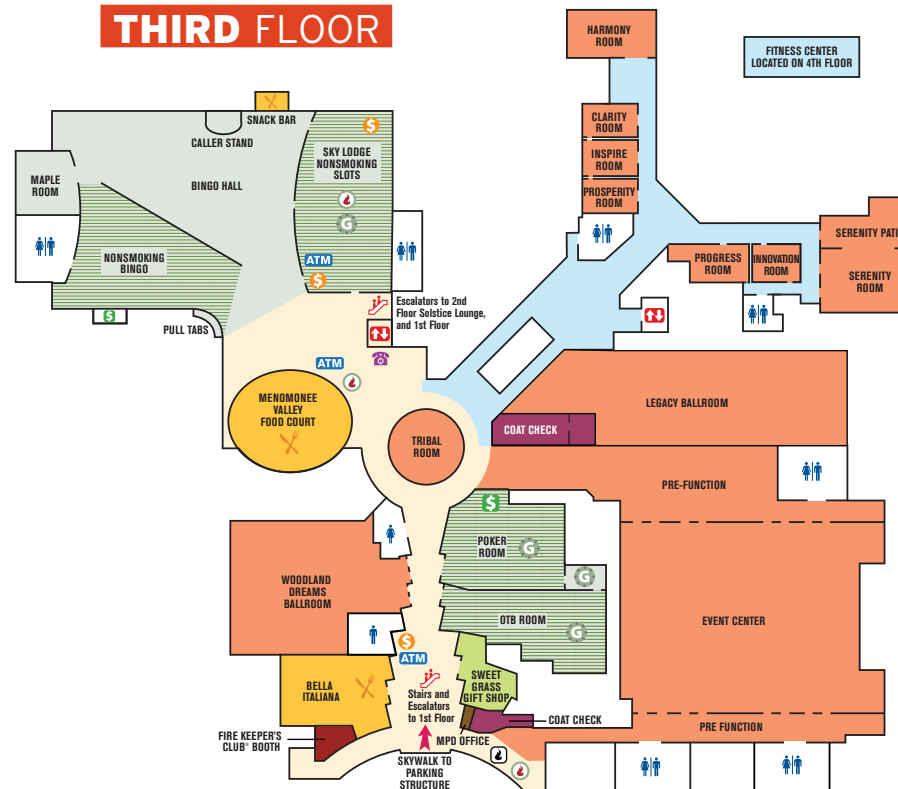 THIRD FLOOR
HARMONY
ROOM
FITNESS CENTER
LOCATED ON 4TH FLOOR
SNACK BAR
CALLER STAND
$
SKY LODGE
NONSMOKING
SLOTS
CLARITY
ROOM
INSPIRE
ROOM
MAPLE
ROOM
BINGO HALL
PROSPERITY
ROOM
G
NONSMOKING
BINGO
ATM
$
SERENITY PATI
PROGRESS
ROOM
INNOVATION
ROOM
SERENITY
ROOM
$
PULL TABS
Escalators to 2nd
Floor Solstice Lounge,
and 1st Floor
ATM
MENOMONEE
VALLEY
FOOD COURT
LEGACY BALLROOM
COAT CHECK
TRIBAL
ROOM
PRE-FUNCTION
$
POKER
ROOM
G
G
WOODLAND
DREAMS
BALLROOM
OTB ROOM
G
EVENT CENTER
$
ATM
BELLA
ITALIANA
Stairs and
Escalators
to 1st Floor
SWEET
GRASS
GIFT SHOP
COAT CHECK
PRE FUNCTION
FIRE KEEPER'S
CLUB® BOOTH
MPD OFFICE
SKYWALK TO
PARKING
STRUCTURE